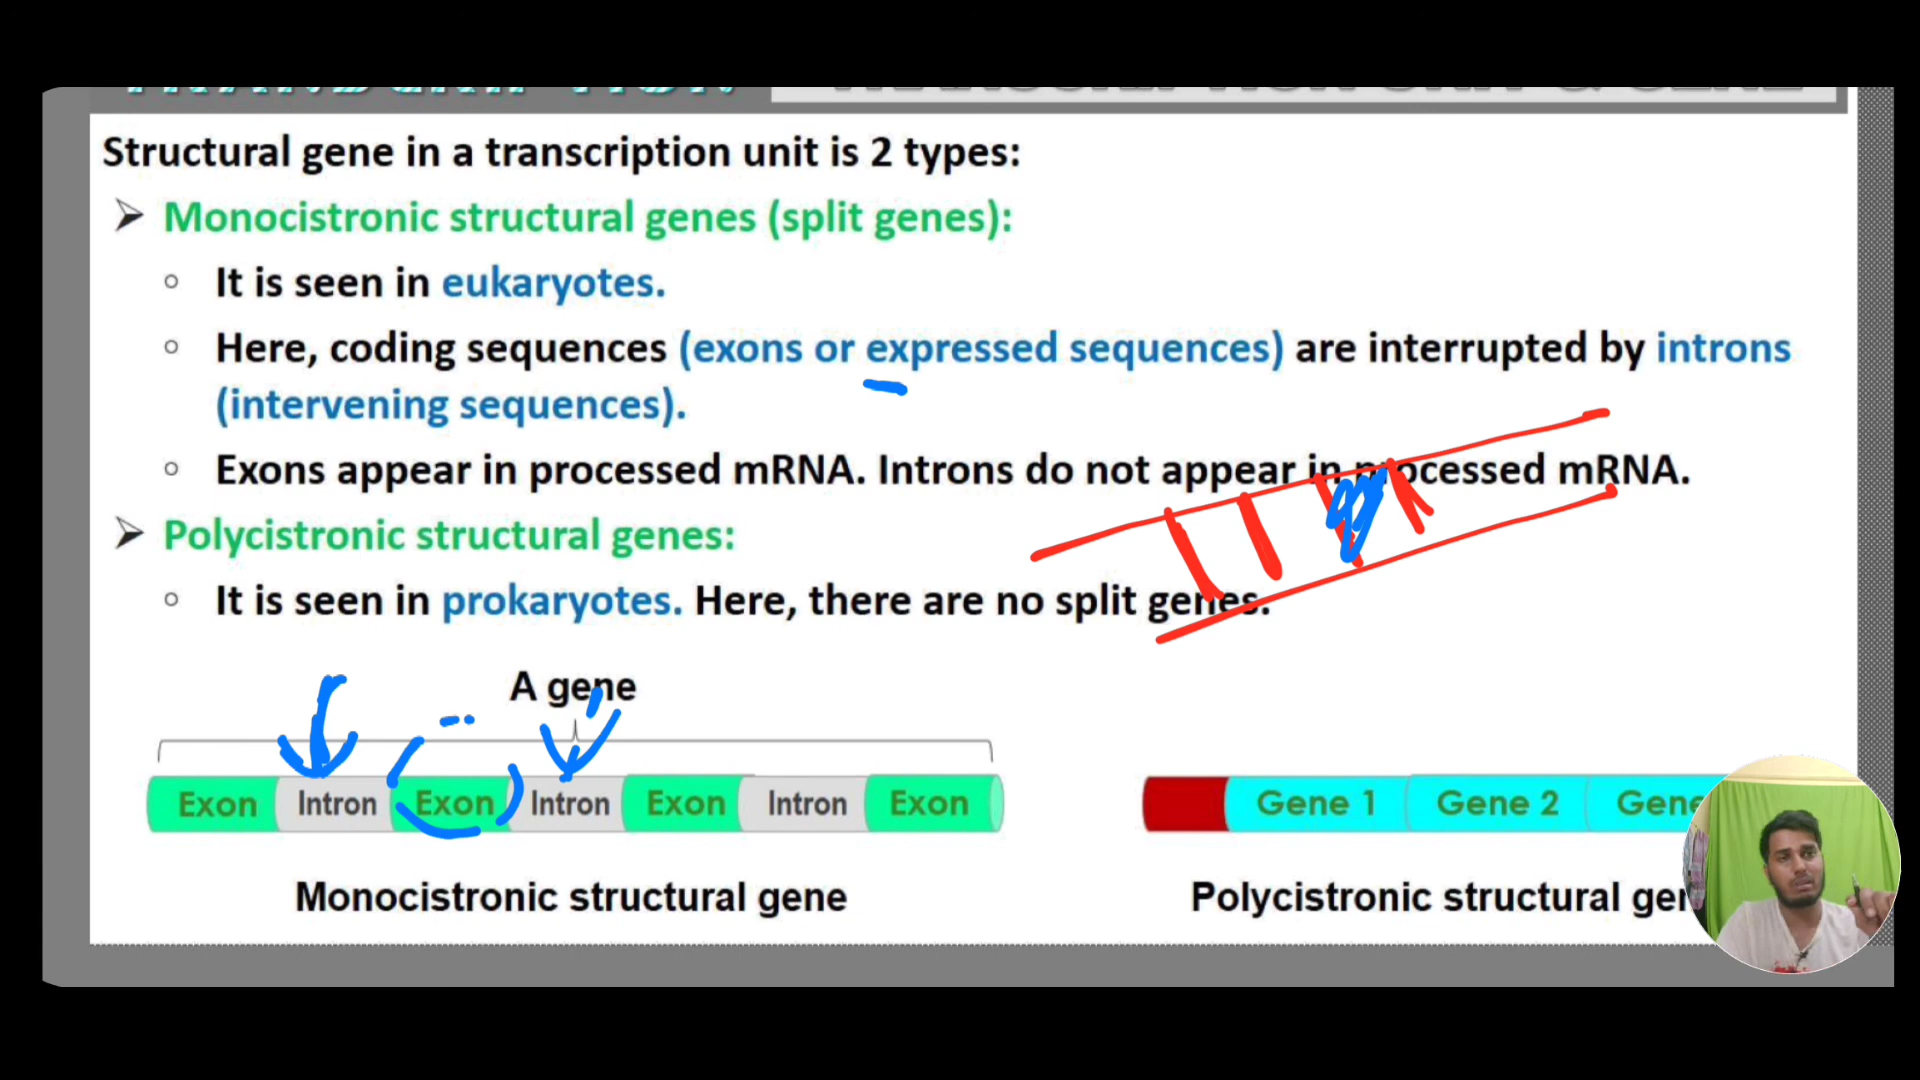 Structural gene in a transcription unit is 2 types:
➢ Monocistronic structural genes (split genes):
○ It is seen in eukaryotes.
○ Here, coding sequences (exons or expressed sequences) are interrupted by introns
(intervening sequences).
○ Exons appear in processed mRNA. Introns do not appear in processed mRNA.
➢ Polycistronic structural genes:
○ It is seen in prokaryotes. Here, there are no split genes.
A gene
Exon Intron Exon Intron Exon Intron Exon
Gene 1 Gene 2
Monocistronic structural gene
Polycistronic structural